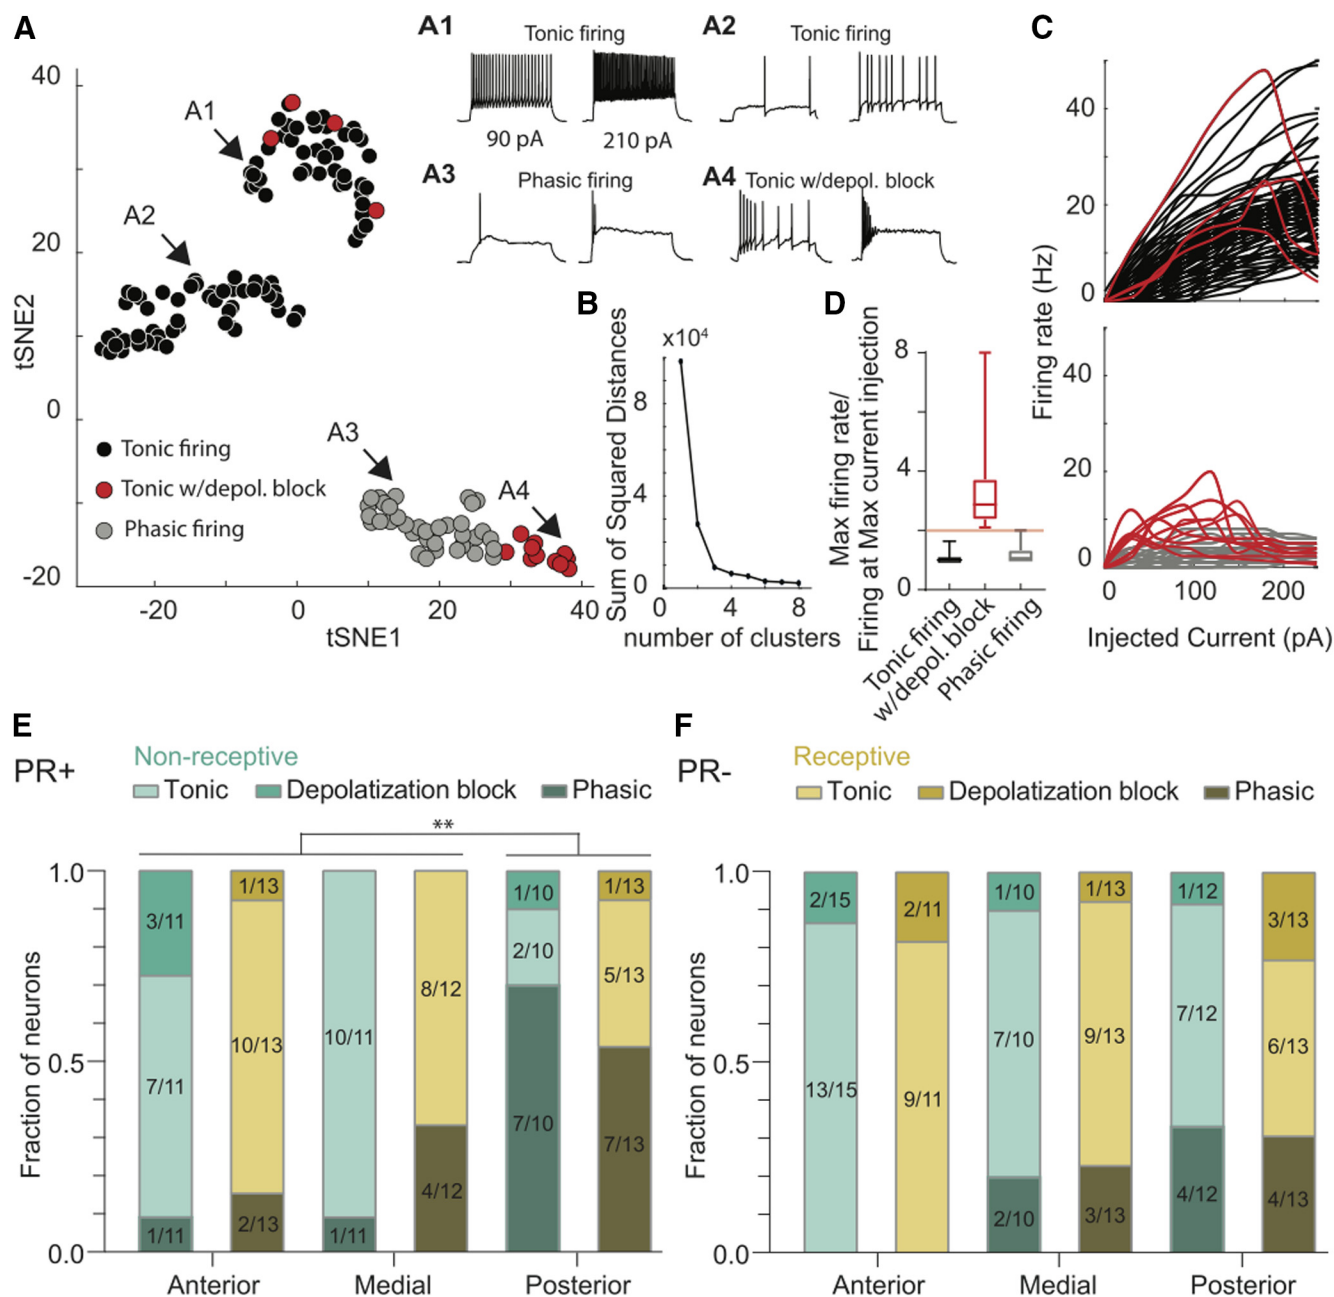 A
40
20
0
-20
tSNE2
-20
0
20
40
tSNE1
A1
A2
A3
A4
Tonic firing
Tonic w/depol. block
Phasic firing
A1
Tonic firing
90 pA
210 pA
A2
Tonic firing
A3
Phasic firing
A4
Tonic w/depol. block
B
x10⁴
8
4
0
Sum of Squared Distances
0
4
8
number of clusters
D
8
4
0
Max firing rate/
Firing at Max current injection
Tonic firing
w/depol. block
Phasic firing
C
40
20
0
40
20
0
Firing rate (Hz)
0
100
200
Injected Current (pA)
E
PR+
Non-receptive
Tonic
Depolatization block
Phasic
**
1.0
0.5
0.0
Fraction of neurons
3/11
7/11
1/11
1/13
10/13
2/13
10/11
1/11
8/12
4/12
1/10
2/10
7/10
1/13
5/13
7/13
Anterior
Medial
Posterior
F
PR-
Receptive
Tonic
Depolatization block
Phasic
1.0
0.5
0.0
Fraction of neurons
2/15
13/15
2/11
9/11
1/10
7/10
2/10
1/13
9/13
3/13
1/12
7/12
4/12
3/13
6/13
4/13
Anterior
Medial
Posterior